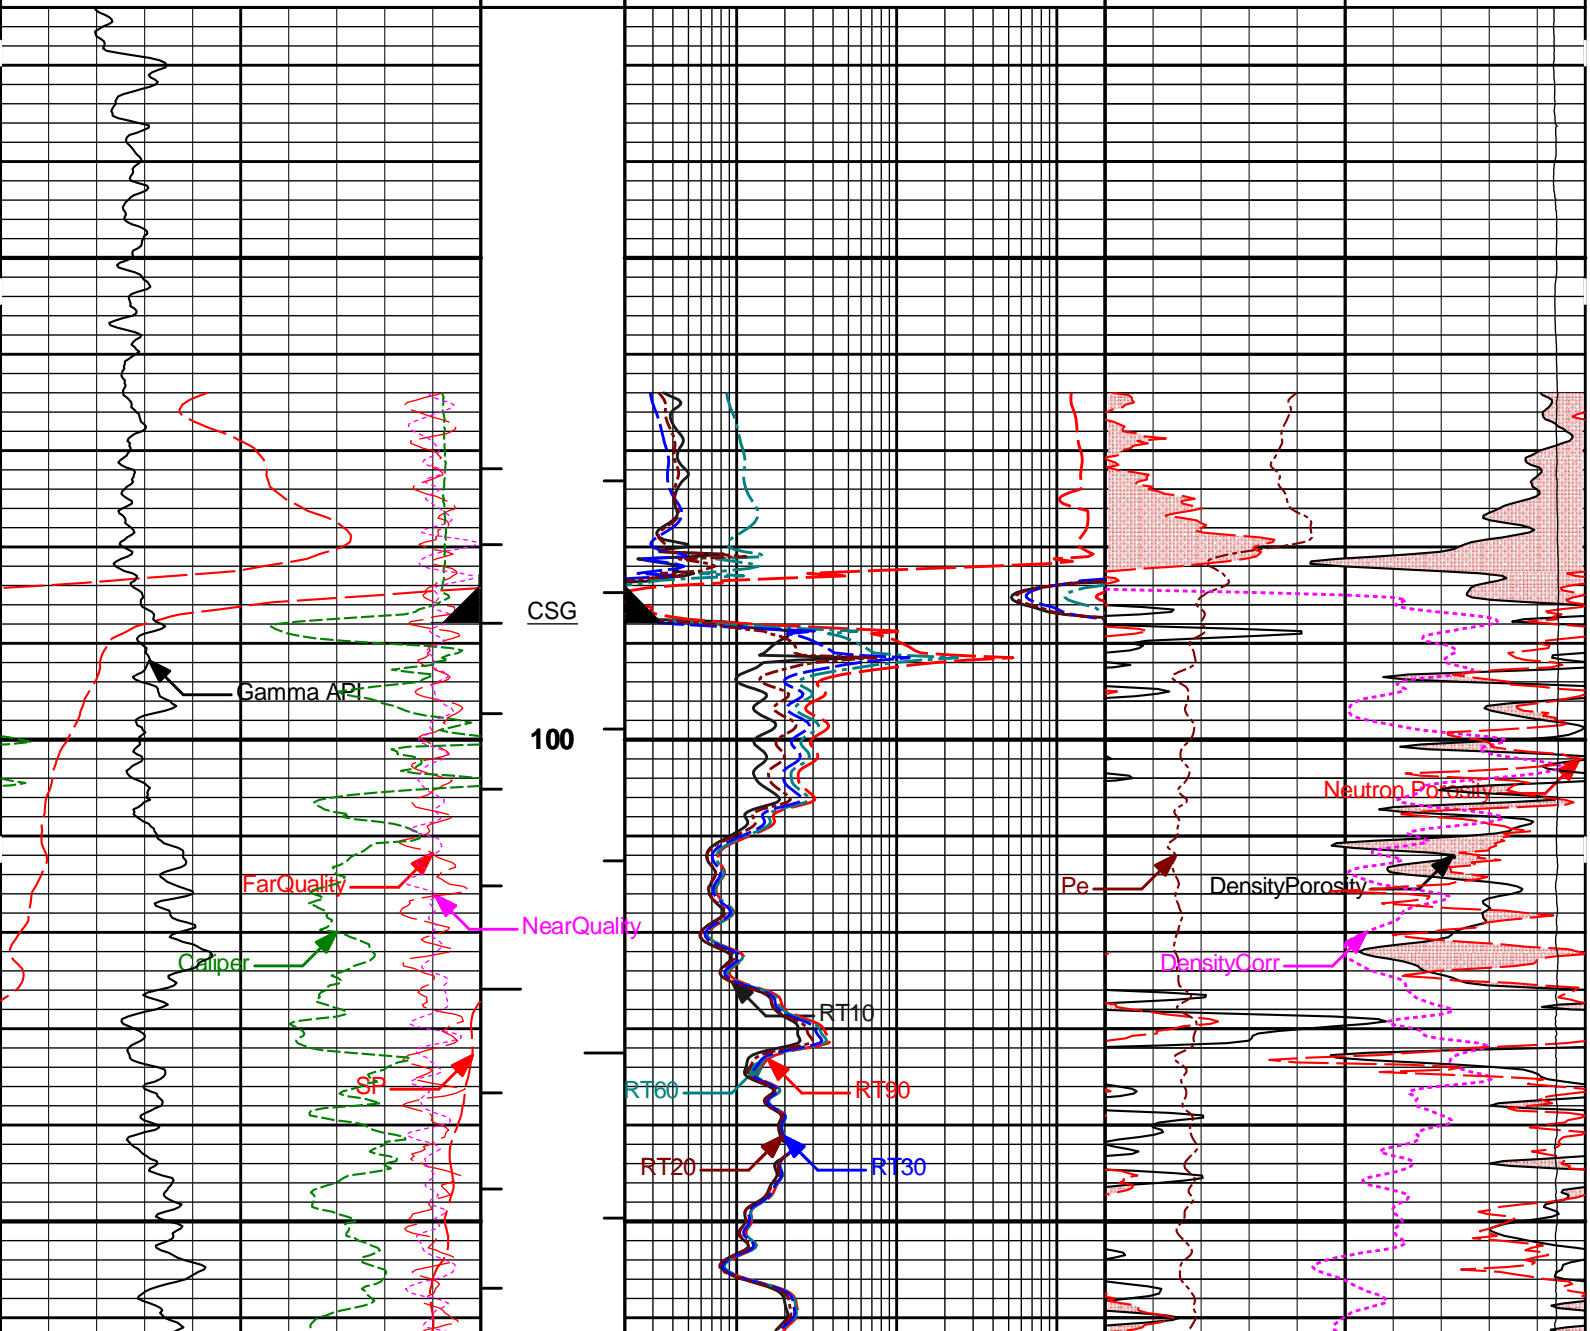 CSG
Gamma API
100
Neutron Porosity
FarQuality
Pe
DensityPorosity
NearQuality
Caliper
DensityCorr
RT10
SP
RT60
RT90
RT20
RT30